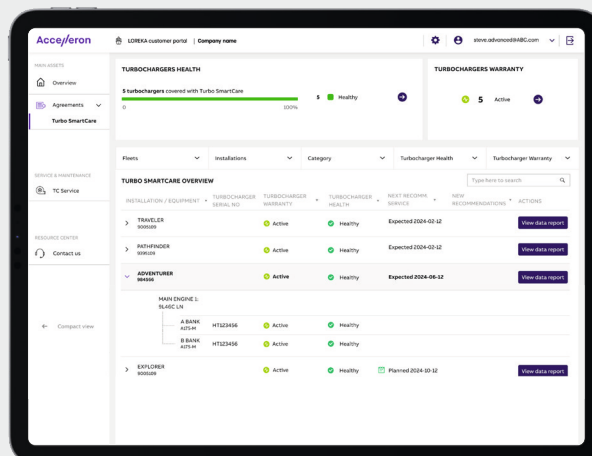 Acce//eron
LOREKA customer portal | Company name
steve.advanced@ABC.com
MAIN ASSETS
Overview
Agreements
Turbo SmartCare
SERVICE & MAINTENANCE
TC Service
RESOURCE CENTER
Contact us
← Compact view
TURBOCHARGERS HEALTH
5 turbochargers covered with Turbo SmartCare
0 100%
5 Healthy
TURBOCHARGERS WARRANTY
5 Active
Fleets Installations Category Turbocharger Health Turbocharger Warranty
TURBO SMARTCARE OVERVIEW
Type here to search
INSTALLATION / EQUIPMENT TURBOCHARGER SERIAL NO TURBOCHARGER WARRANTY TURBOCHARGER HEALTH NEXT RECOMM. SERVICE NEW RECOMMENDATIONS ACTIONS
TRAVELER Active Healthy Expected 2024-02-12 View data report
PATHFINDER Active Healthy Expected 2024-02-12 View data report
ADVENTURER Active Healthy Expected 2024-06-12 View data report
984556
MAIN ENGINE 1:
9L46C LN
A BANK HT123456 Active Healthy
A175-M
B BANK HT123456 Active Healthy
A175-M
EXPLORER Active Healthy Planned 2024-10-12 View data report